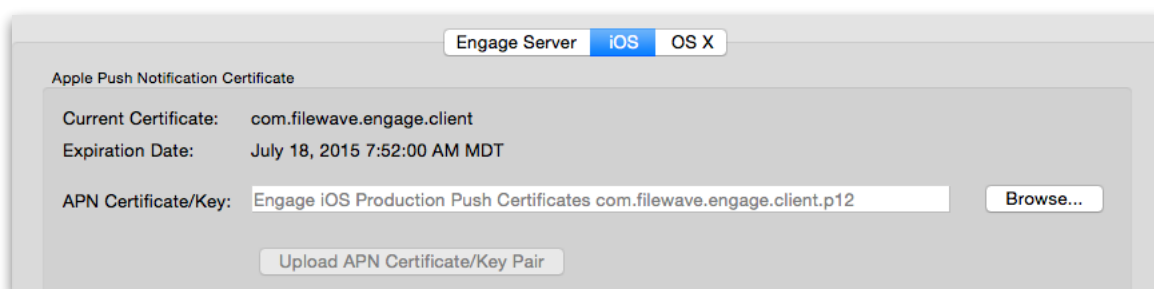 Engage Server iOS OS X
Apple Push Notification Certificate
Current Certificate: com.filewave.engage.client
Expiration Date: July 18, 2015 7:52:00 AM MDT
APN Certificate/Key: Engage iOS Production Push Certificates com.filewave.engage.client.p12 Browse...
Upload APN Certificate/Key Pair